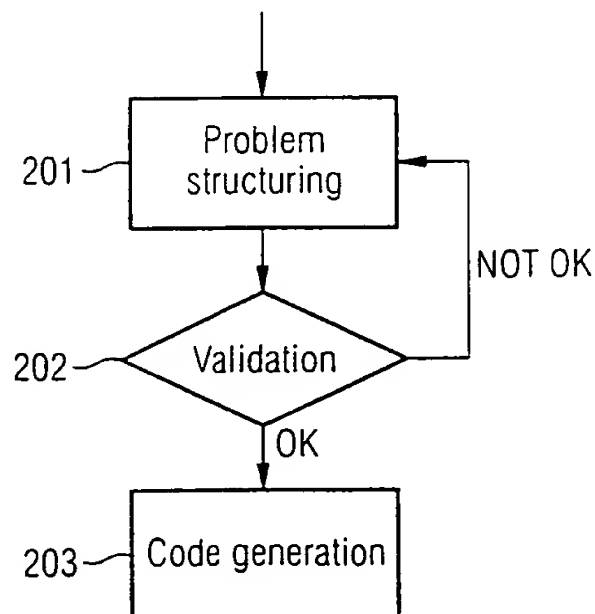 Problem
structuring
201
NOT OK
Validation
202
OK
Code generation
203